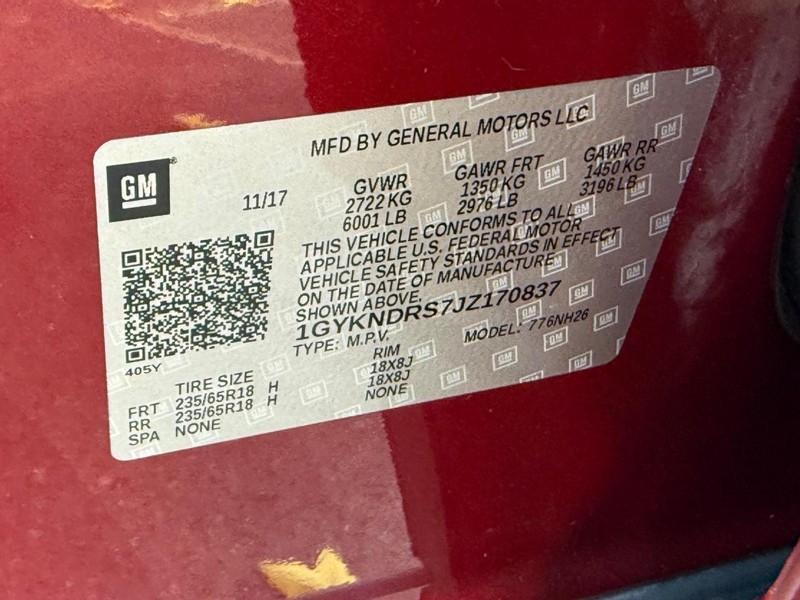 MFD BY GENERAL MOTORS LLC
GM
11/17
GVWR GAWR FRT GAWR RR
2722 KG 1350 KG 1450 KG
6001 LB 2976 LB 3196 LB
THIS VEHICLE CONFORMS TO ALL
APPLICABLE U.S. FEDERAL MOTOR
VEHICLE SAFETY STANDARDS IN EFFECT
ON THE DATE OF MANUFACTURE
SHOWN ABOVE.
1GYKNDRS7JZ170837
TYPE: M.P.V. MODEL: 776NH26
405Y
TIRE SIZE RIM
FRT 235/65R18 H 18X8J
RR 235/65R18 H 18X8J
SPA NONE NONE